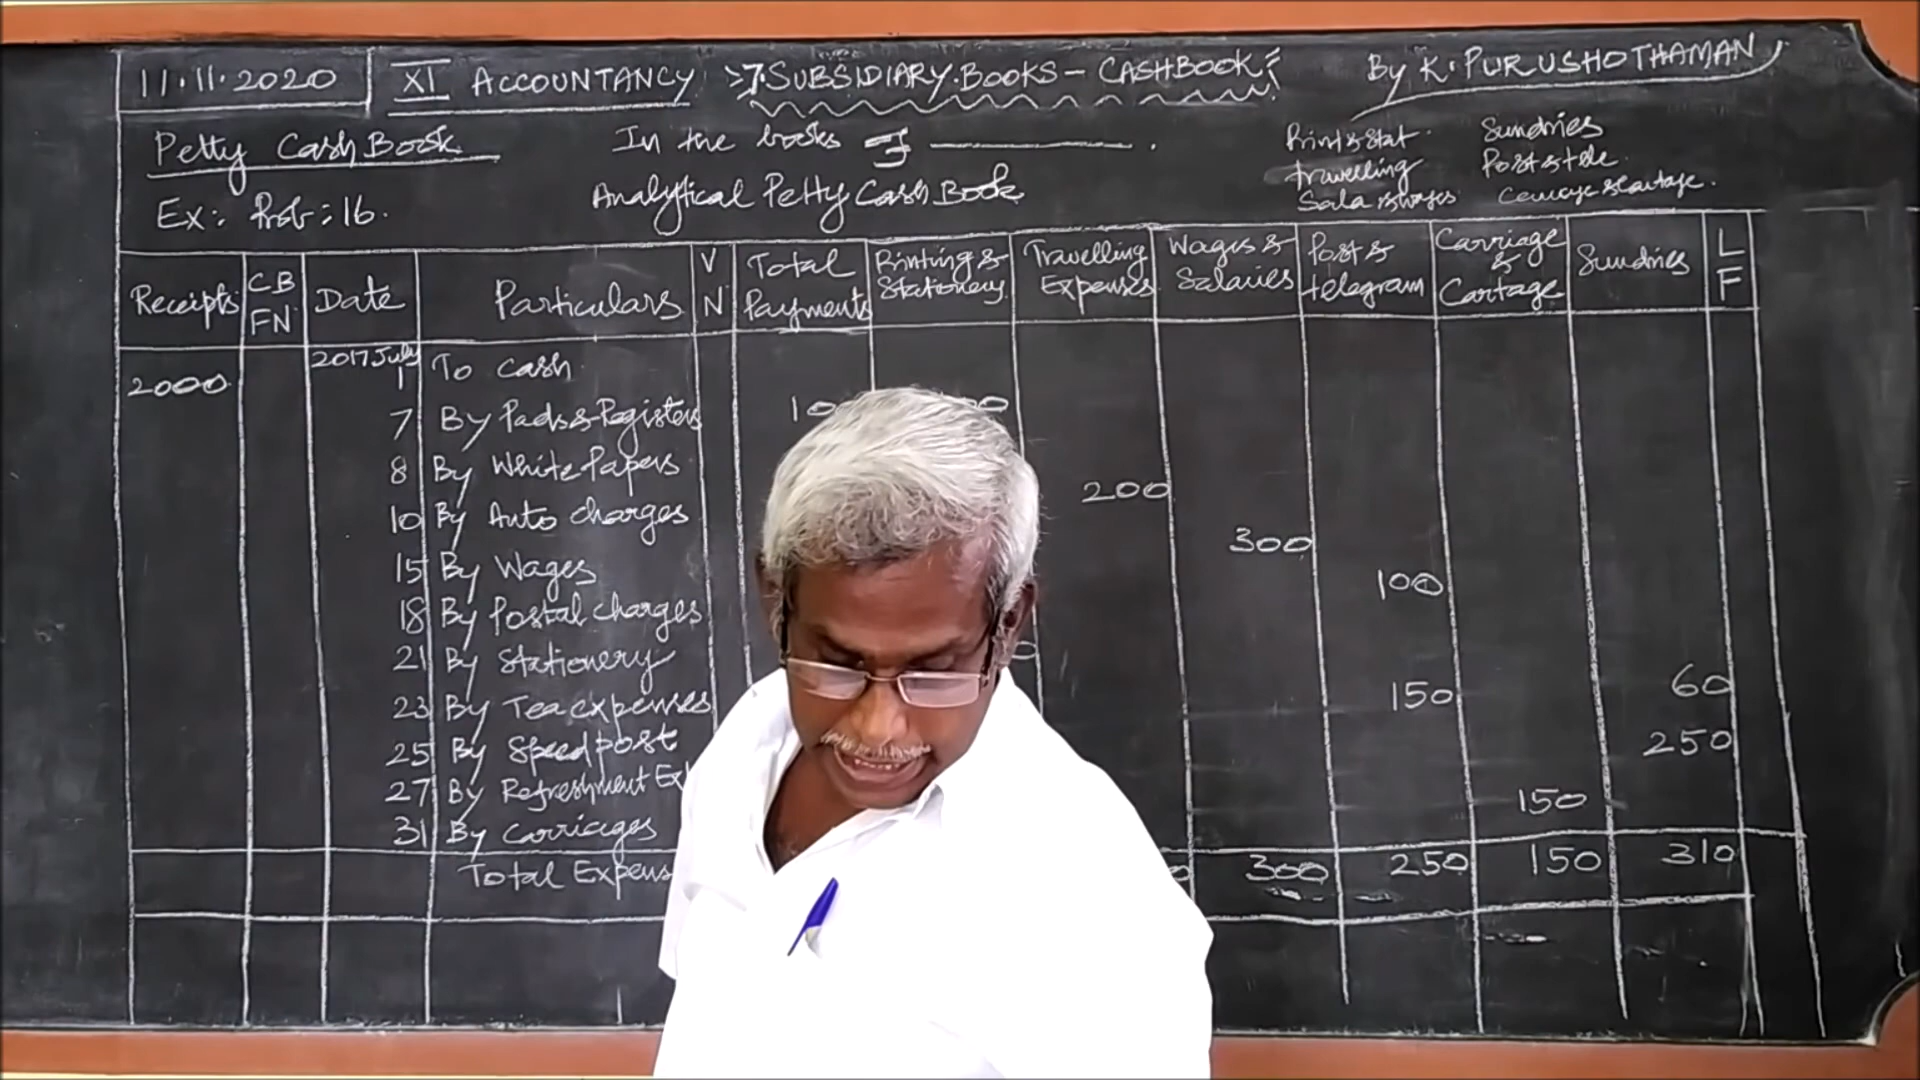 11.11.2020 XI ACCOUNTANCY 7. SUBSIDIARY BOOKS - CASHBOOK By K. PURUSHOTHAMAN
Petty Cash Book In the books of
Ex: Prob: 16. Analytical Petty Cash Book
Print & Stat. Sundries
Travelling Post & tele.
Sala & wages
Receipts CB FN Date Particulars V N Total Payments Printing & Stationery Travelling Expenses Wages & Salaries Post & telegram Carriage & Cartage Sundries L F
2000 2017 July 1 To Cash
7 By Pads & Registers 10
8 By White Papers
10 By Auto charges 200
15 By Wages 300
18 By Postal charges 100
21 By Stationery
23 By Tea expenses 60
25 By Speed post 150
27 By Refreshment 250
31 By Carriages 150
Total Expens 300 250 150 310